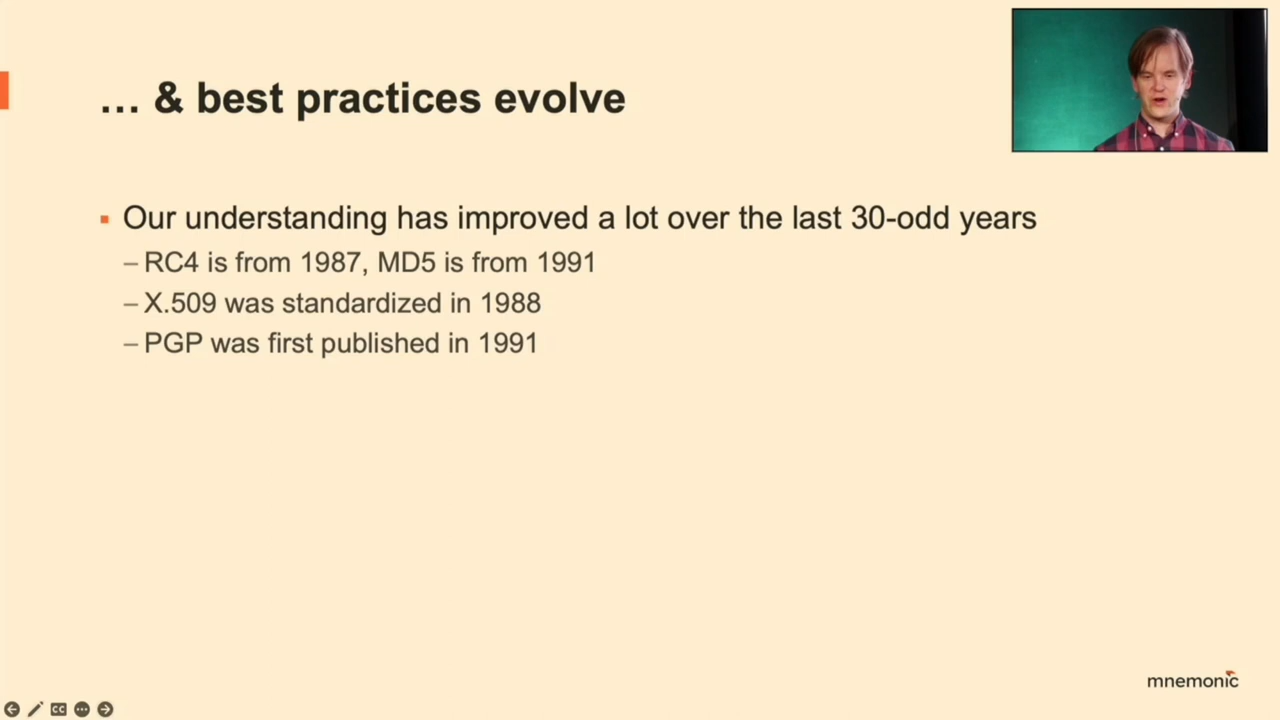 … & best practices evolve
▪ Our understanding has improved a lot over the last 30-odd years
– RC4 is from 1987, MD5 is from 1991
– X.509 was standardized in 1988
– PGP was first published in 1991
mnemonic
CC